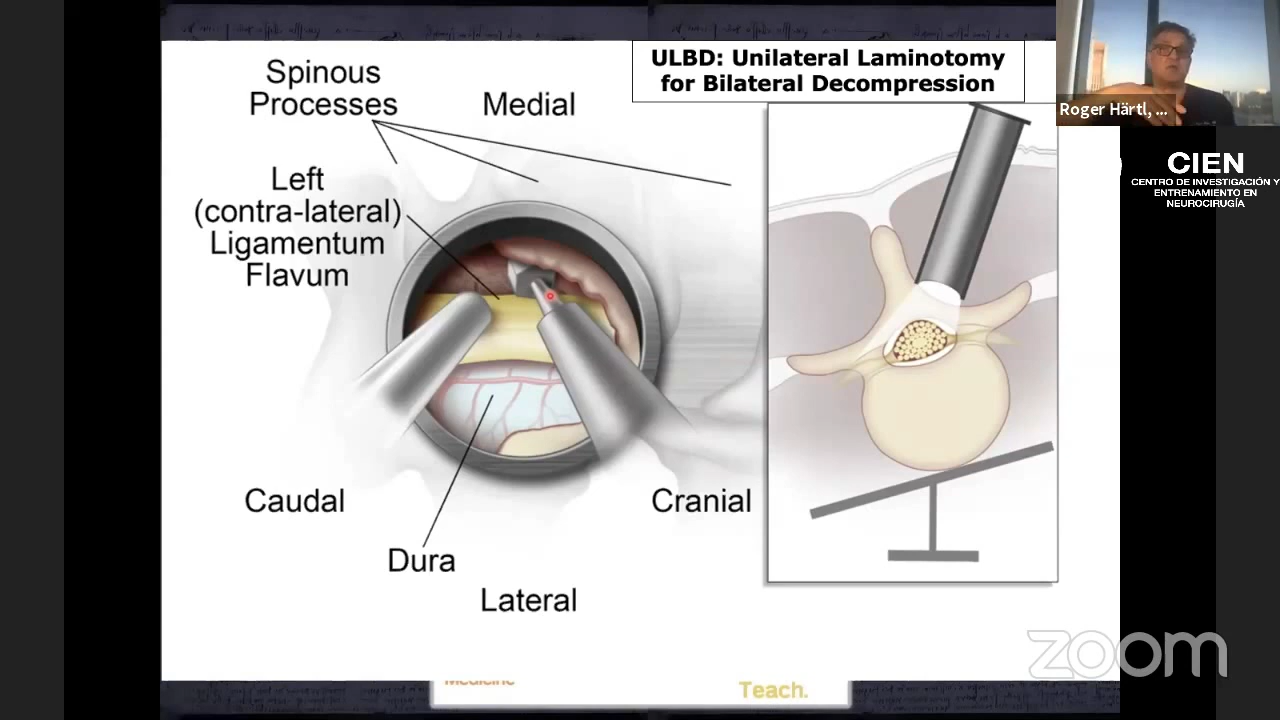 ULBD: Unilateral Laminotomy
for Bilateral Decompression
Spinous
Processes
Medial
Left
(contra-lateral)
Ligamentum
Flavum
Caudal
Cranial
Dura
Lateral
Roger Härtl, ...
CIEN
CENTRO DE INVESTIGACIÓN Y
ENTRENAMIENTO EN
NEUROCIRUGÍA
zoom
Medicine
Teach.